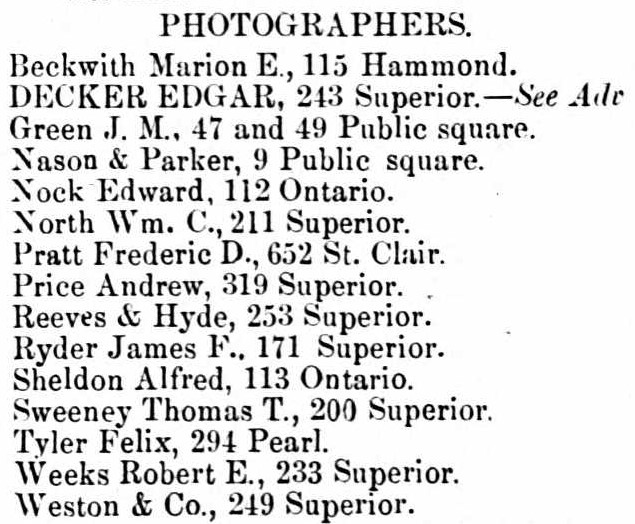 PHOTOGRAPHERS.
Beckwith Marion E., 115 Hammond.
DECKER EDGAR, 243 Superior.—See Adv
Green J. M., 47 and 49 Public square.
Nason & Parker, 9 Public square.
Nock Edward, 112 Ontario.
North Wm. C., 211 Superior.
Pratt Frederic D., 652 St. Clair.
Price Andrew, 319 Superior.
Reeves & Hyde, 253 Superior.
Ryder James F., 171 Superior.
Sheldon Alfred, 113 Ontario.
Sweeney Thomas T., 200 Superior.
Tyler Felix, 294 Pearl.
Weeks Robert E., 233 Superior.
Weston & Co., 249 Superior.